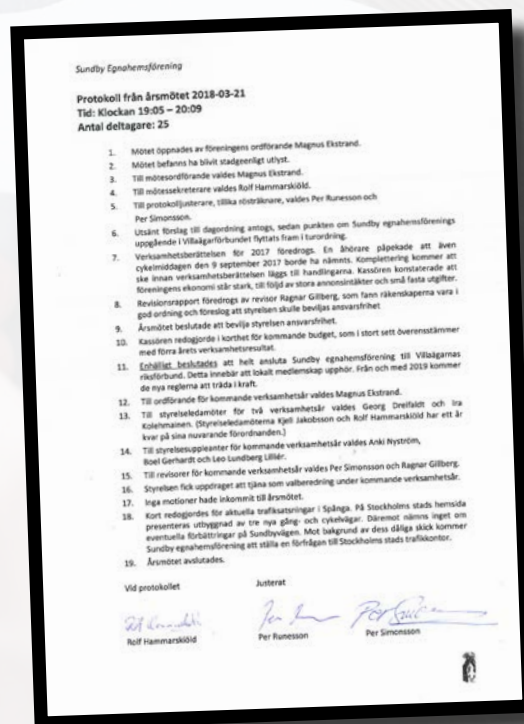 Sundby Egnahemsförening
Protokoll från årsmötet 2018-03-21
Tid: Klockan 19:05 – 20:09
Antal deltagare: 25
1. Mötet öppnades av föreningens ordförande Magnus Ekstrand.
2. Mötet befanns ha blivit stadgeenligt utlyst.
3. Till mötesordförande valdes Magnus Ekstrand.
4. Till mötessekreterare valdes Rolf Hammarskiöld.
5. Till protokolljusterare, tillika rösträknare, valdes Per Runesson och
Per Simonsson.
6. Utsänt förslag till dagordning antogs, sedan punkten om Sundby egnahemsförenings
uppgående i Villaägarförbundet flyttats fram i turordning.
7. Verksamhetsberättelsen för 2017 föredrogs. En åhörare påpekade att även
cykelmiddagen den 9 september 2017 borde ha nämnts. Komplettering kommer att
ske innan verksamhetsberättelsen läggs till handlingarna. Kassören konstaterade att
föreningens ekonomi står stark, till följd av stora annonsintäkter och små fasta utgifter.
8. Revisionsrapport föredrogs av revisor Ragnar Gillberg, som fann räkenskaperna vara i
god ordning och föreslog att styrelsen skulle beviljas ansvarsfrihet
9. Årsmötet beslutade att bevilja styrelsen ansvarsfrihet.
10. Kassören redogjorde i korthet för kommande budget, som i stort sett överensstämmer
med förra årets verksamhetsresultat.
11. Enhälligt beslutades att helt ansluta Sundby egnahemsförening till Villaägarnas
riksförbund. Detta innebär att lokalt medlemskap upphör. Från och med 2019 kommer
de nya reglerna att träda i kraft.
12. Till ordförande för kommande verksamhetsår valdes Magnus Ekstrand.
13. Till styrelseledamöter för två verksamhetsår valdes Georg Dreifaldt och Ira
Kolehmainen. (Styrelseledamöterna Kjell Jakobsson och Rolf Hammarskiöld har ett år
kvar på sina nuvarande förordnanden.)
14. Till styrelsesuppleanter för kommande verksamhetsår valdes Anki Nyström,
Boel Gerhardt och Leo Lundberg Lilliér.
15. Till revisorer för kommande verksamhetsår valdes Per Simonsson och Ragnar Gillberg.
16. Styrelsen fick uppdraget att tjäna som valberedning under kommande verksamhetsår.
17. Inga motioner hade inkommit till årsmötet.
18. Kort redogjordes för aktuella trafiksatsningar i Spånga. På Stockholms stads hemsida
presenteras utbyggnad av tre nya gång- och cykelvägar. Däremot nämns inget om
eventuella förbättringar på Sundbyvägen. Mot bakgrund av dess dåliga skick kommer
Sundby egnahemsförening att ställa en förfrågan till Stockholms stads trafikkontor.
19. Årsmötet avslutades.
Vid protokollet Justerat
Rolf Hammarskiöld Per Runesson Per Simonsson